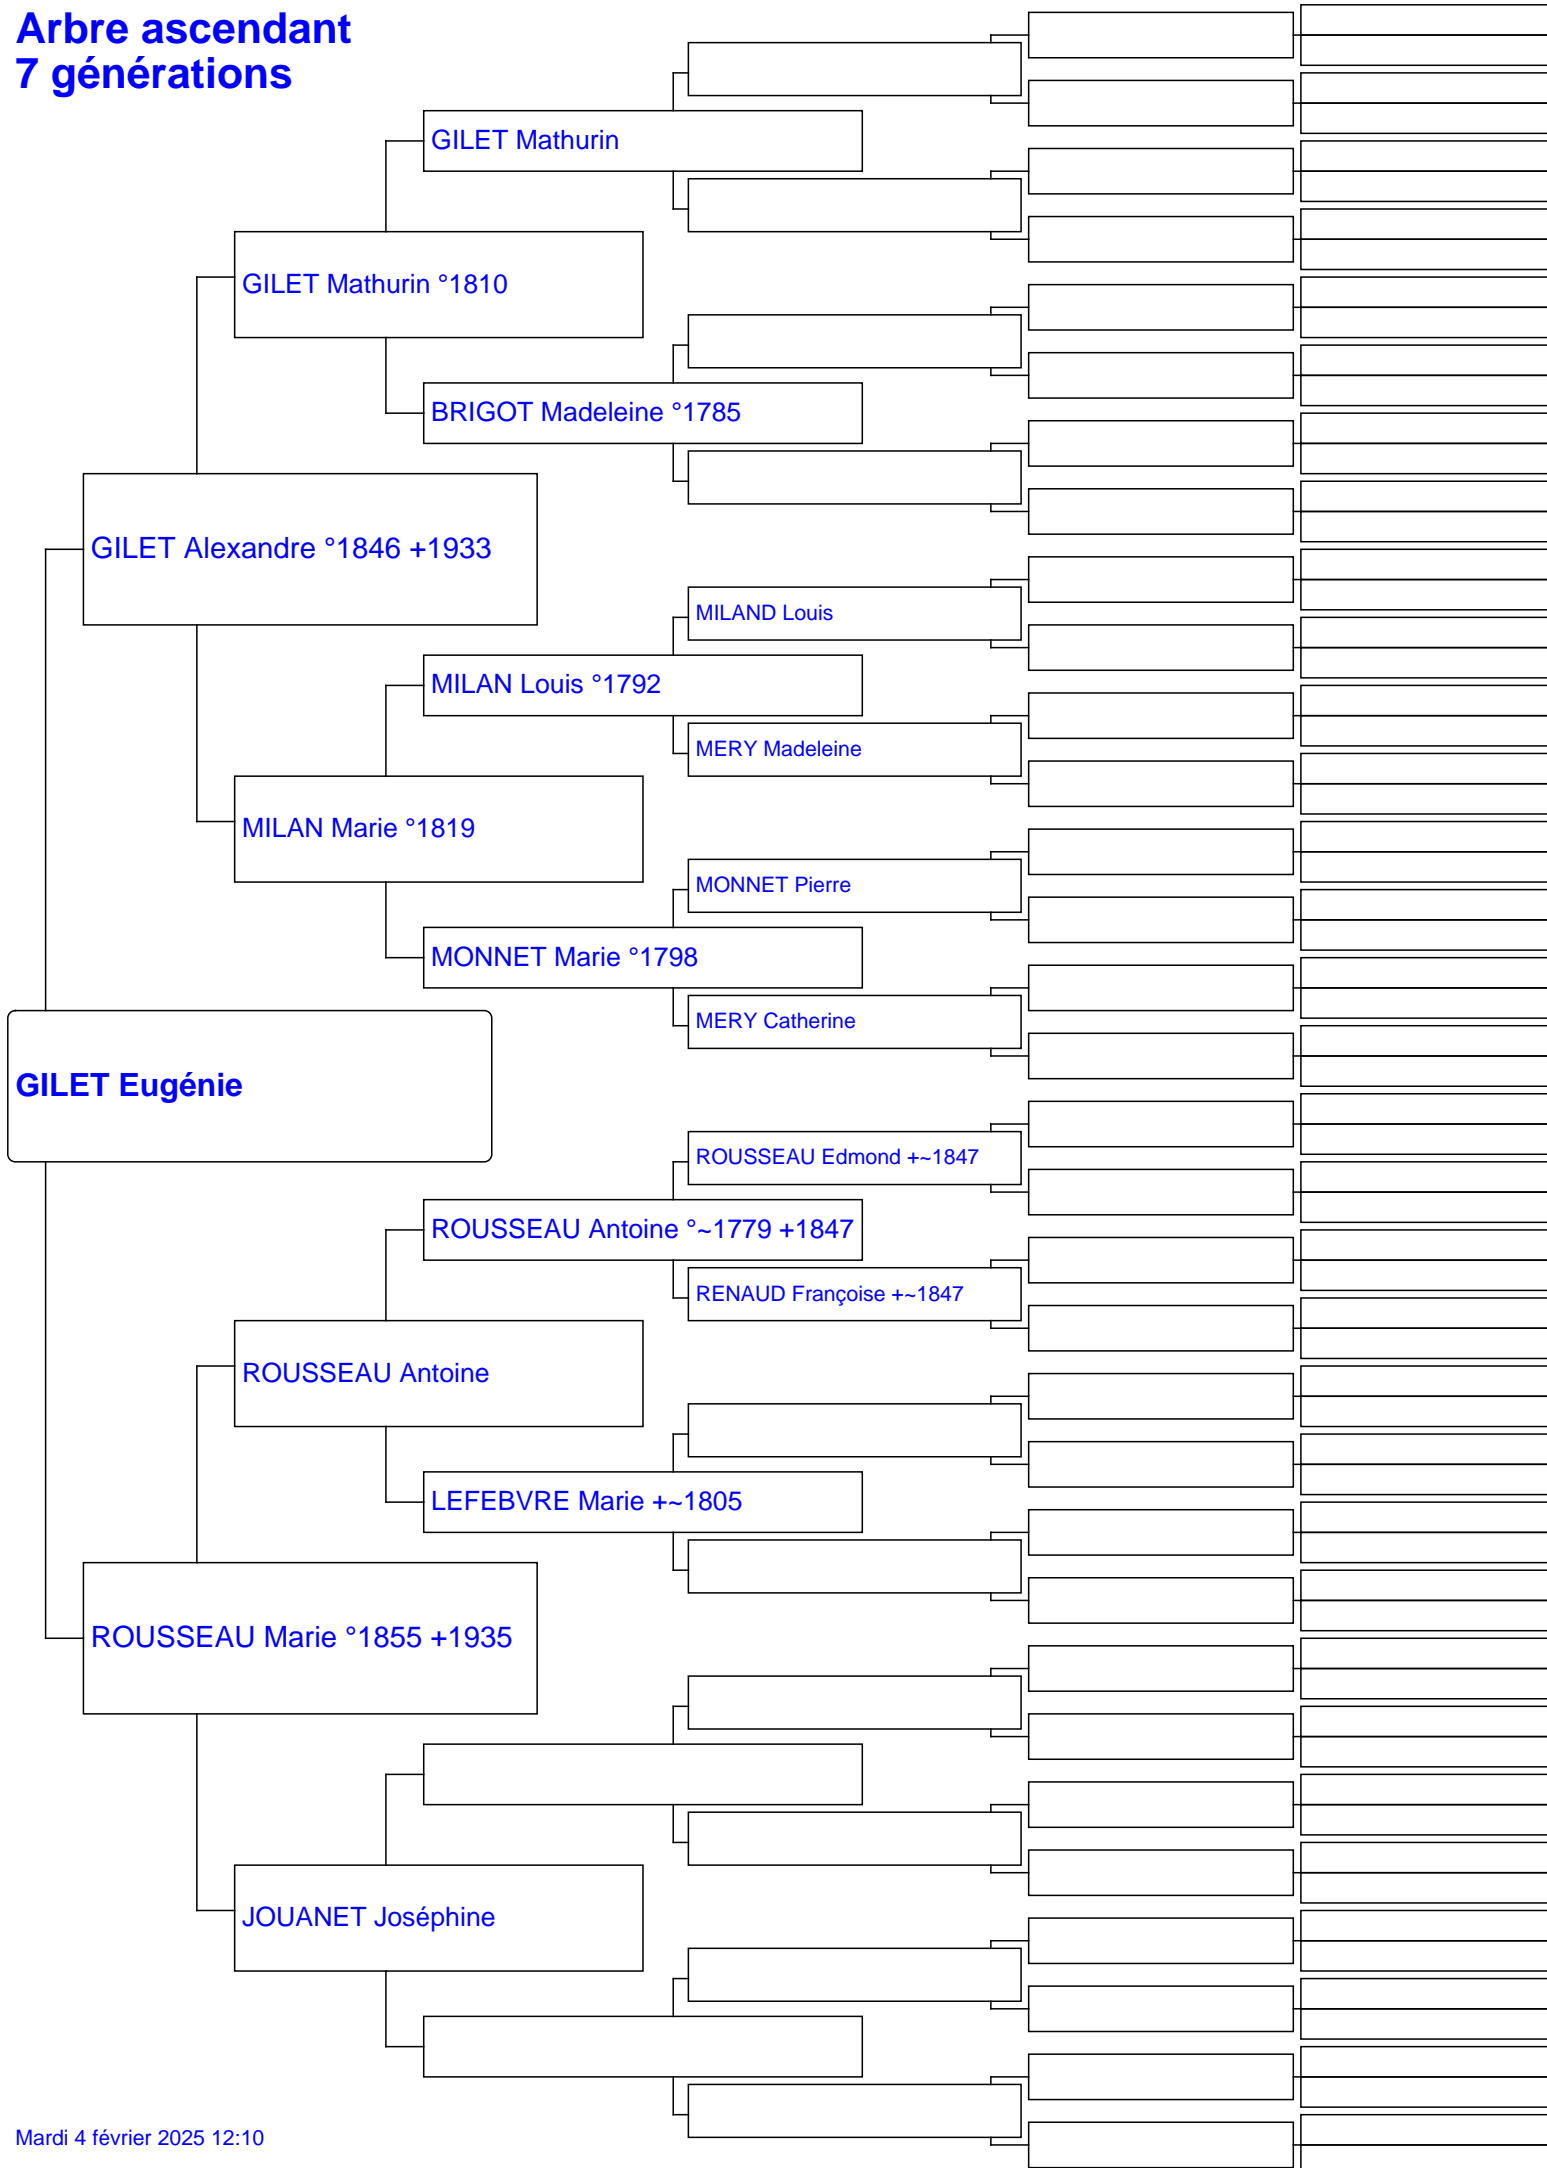 Arbre ascendant
7 générations
GILET Mathurin
GILET Mathurin °1810
BRIGOT Madeleine °1785
GILET Alexandre °1846 +1933
MILAND Louis
MILAN Louis °1792
MERY Madeleine
MILAN Marie °1819
MONNET Pierre
MONNET Marie °1798
MERY Catherine
GILET Eugénie
ROUSSEAU Edmond +~1847
ROUSSEAU Antoine °~1779 +1847
RENAUD Françoise +~1847
ROUSSEAU Antoine
LEFEBVRE Marie +~1805
ROUSSEAU Marie °1855 +1935
JOUANET Joséphine
Mardi 4 février 2025 12:10